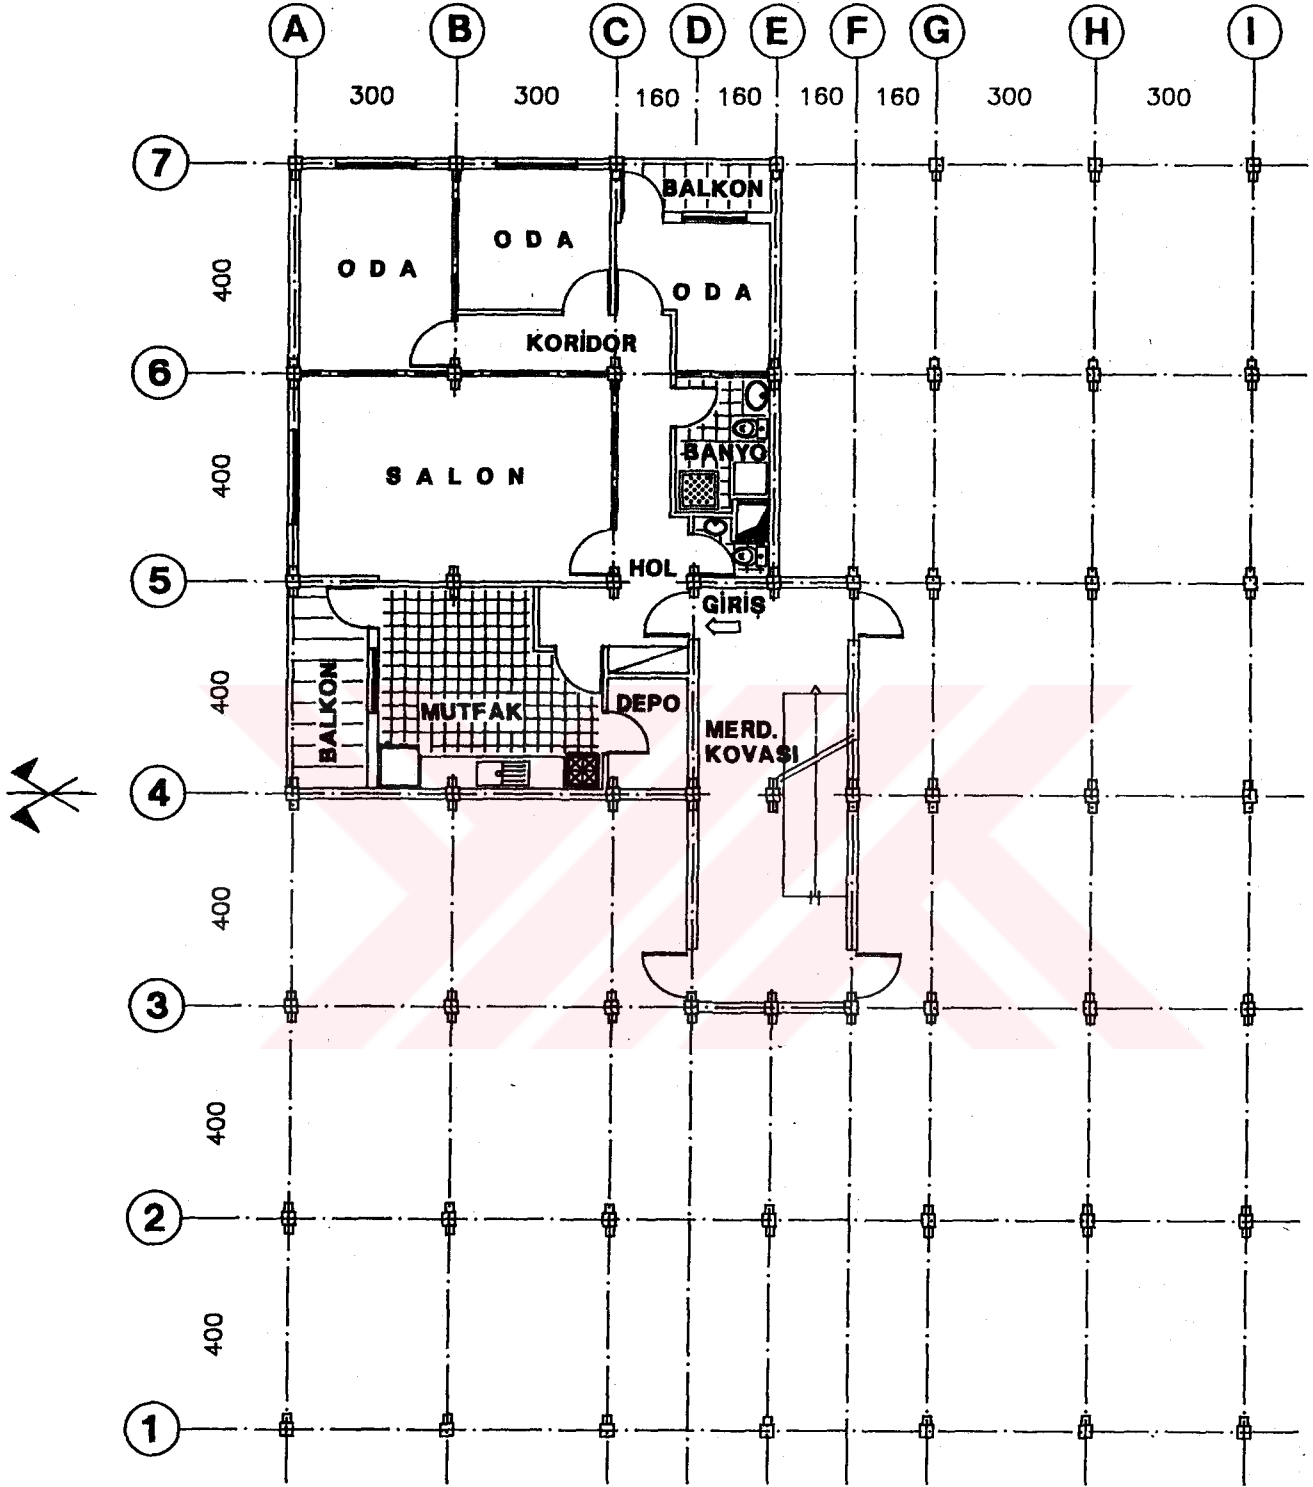 A B C D E F G H I
300 300 160 160 160 160 300 300
7
BALKON
ODA
ODA
ODA
400
KORİDOR
6
BANYO
SALON
400
HOL
5
GİRİŞ
BALKON
MUTFAK
DEPO
MERD.
KOVASI
400
4
400
3
400
2
400
1